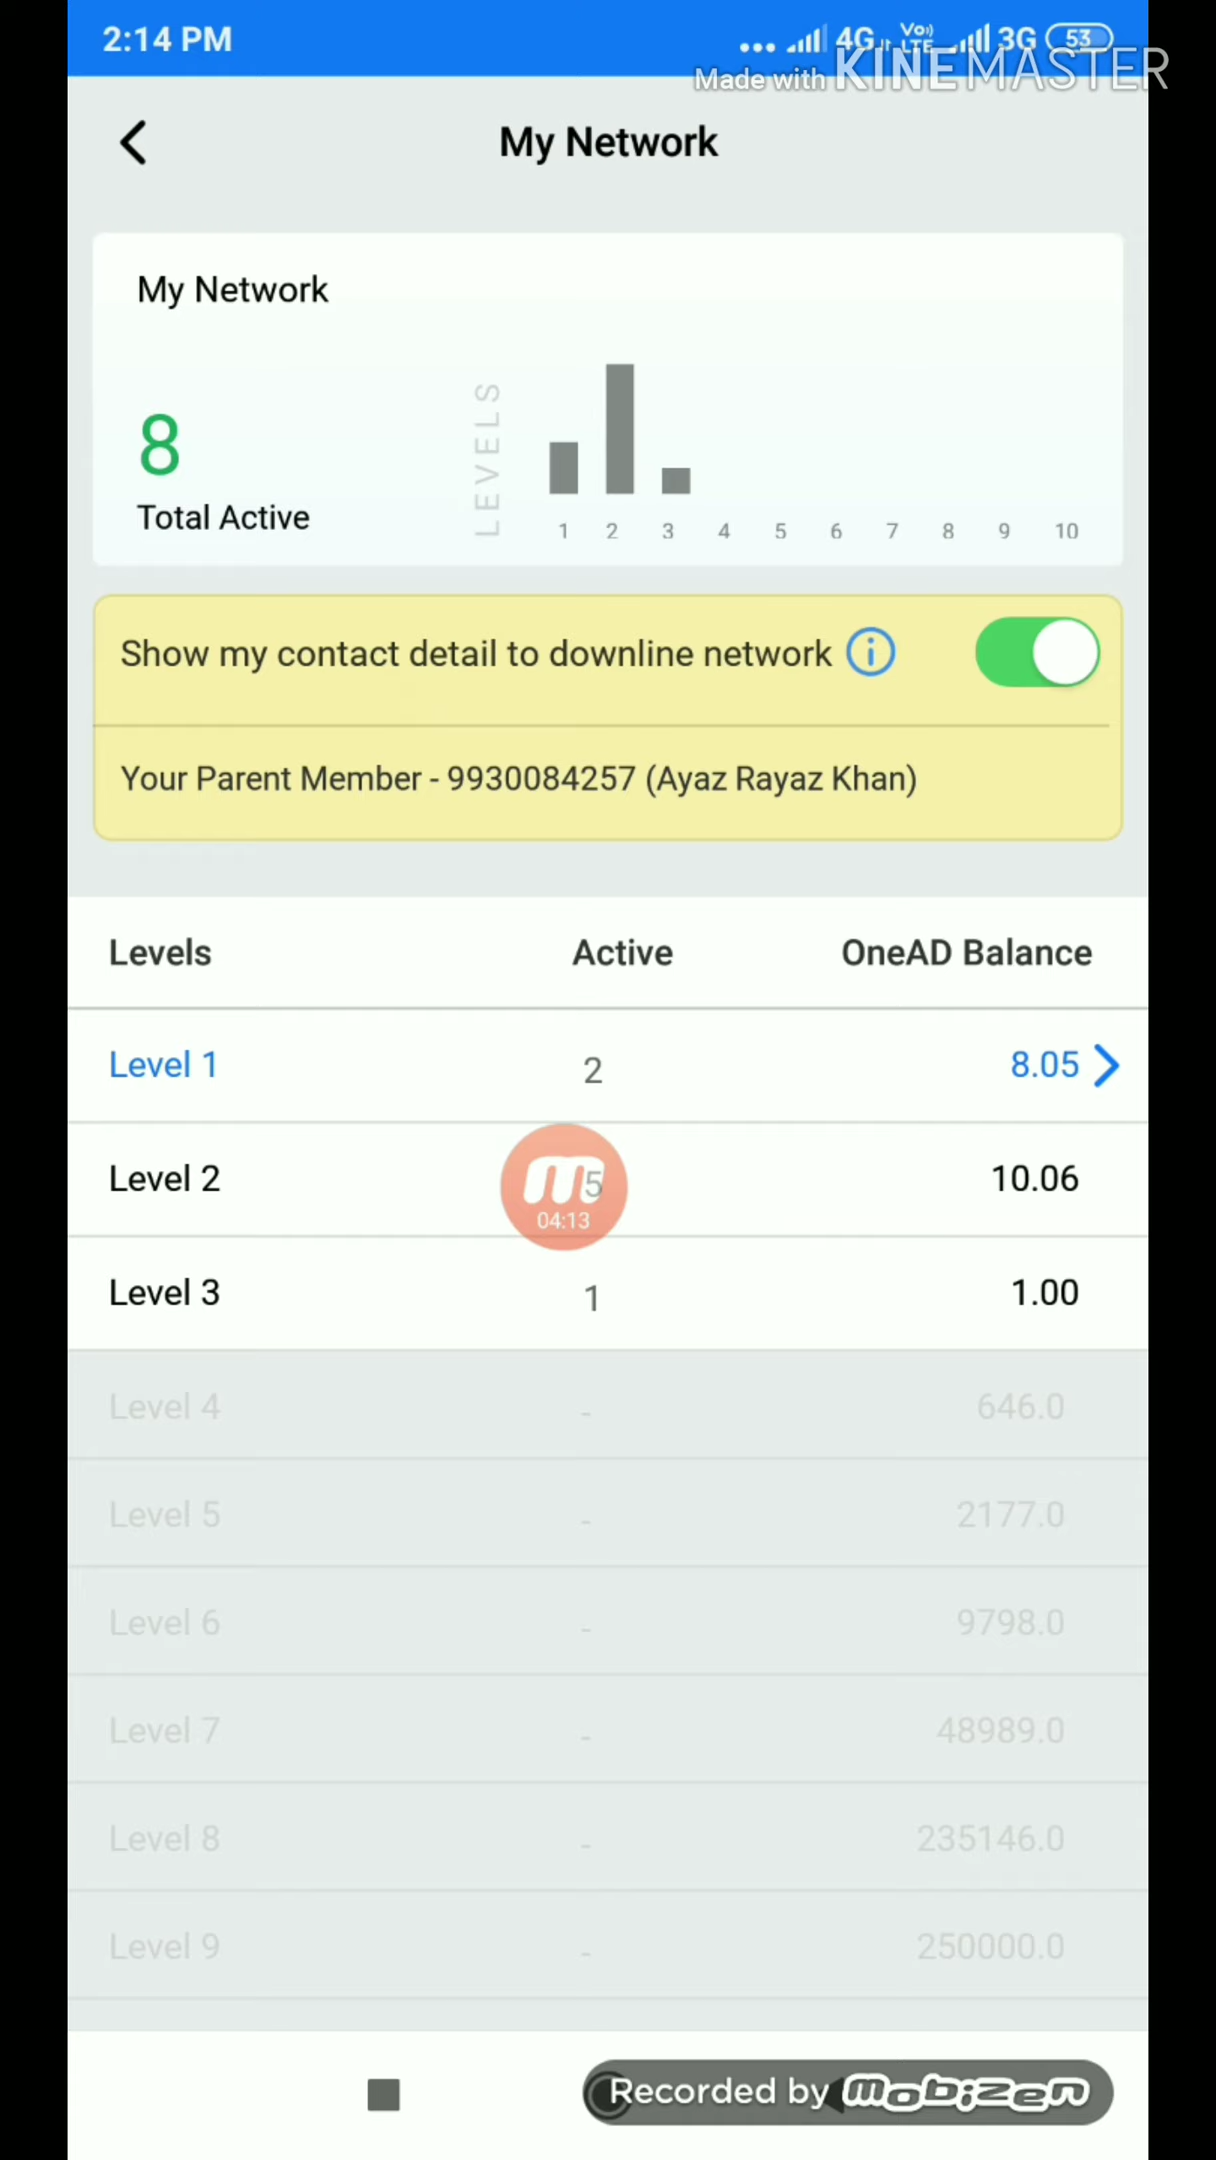 2:14 PM
4G Vo) LTE 3G 53
Made with KINEMASTER
My Network
My Network
8
Total Active
LEVELS
1 2 3 4 5 6 7 8 9 10
Show my contact detail to downline network i
Your Parent Member - 9930084257 (Ayaz Rayaz Khan)
Levels Active OneAD Balance
Level 1 2 8.05
Level 2 5 10.06
04:13
Level 3 1 1.00
Level 4 - 646.0
Level 5 - 2177.0
Level 6 - 9798.0
Level 7 - 48989.0
Level 8 - 235146.0
Level 9 - 250000.0
Recorded by mobizen